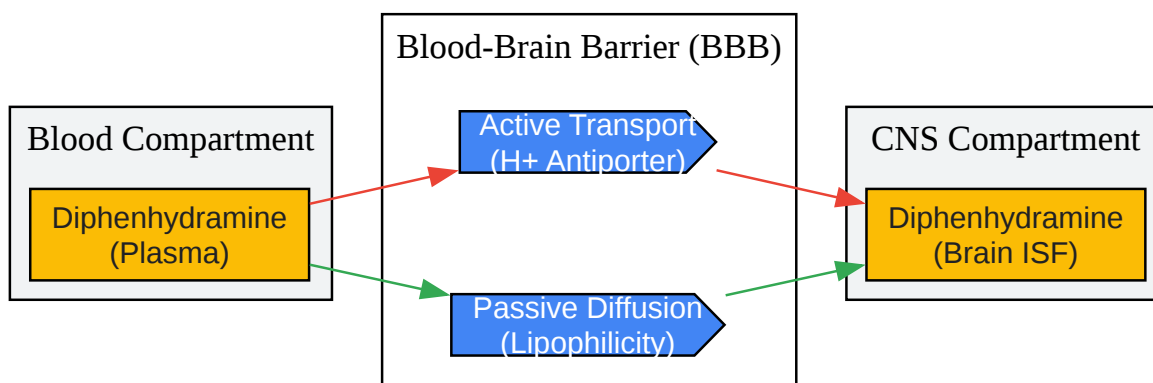 Blood-Brain Barrier (BBB)
Blood Compartment
Diphenhydramine
(Plasma)
Active Transport
(H+ Antiporter)
Passive Diffusion
(Lipophilicity)
CNS Compartment
Diphenhydramine
(Brain ISF)